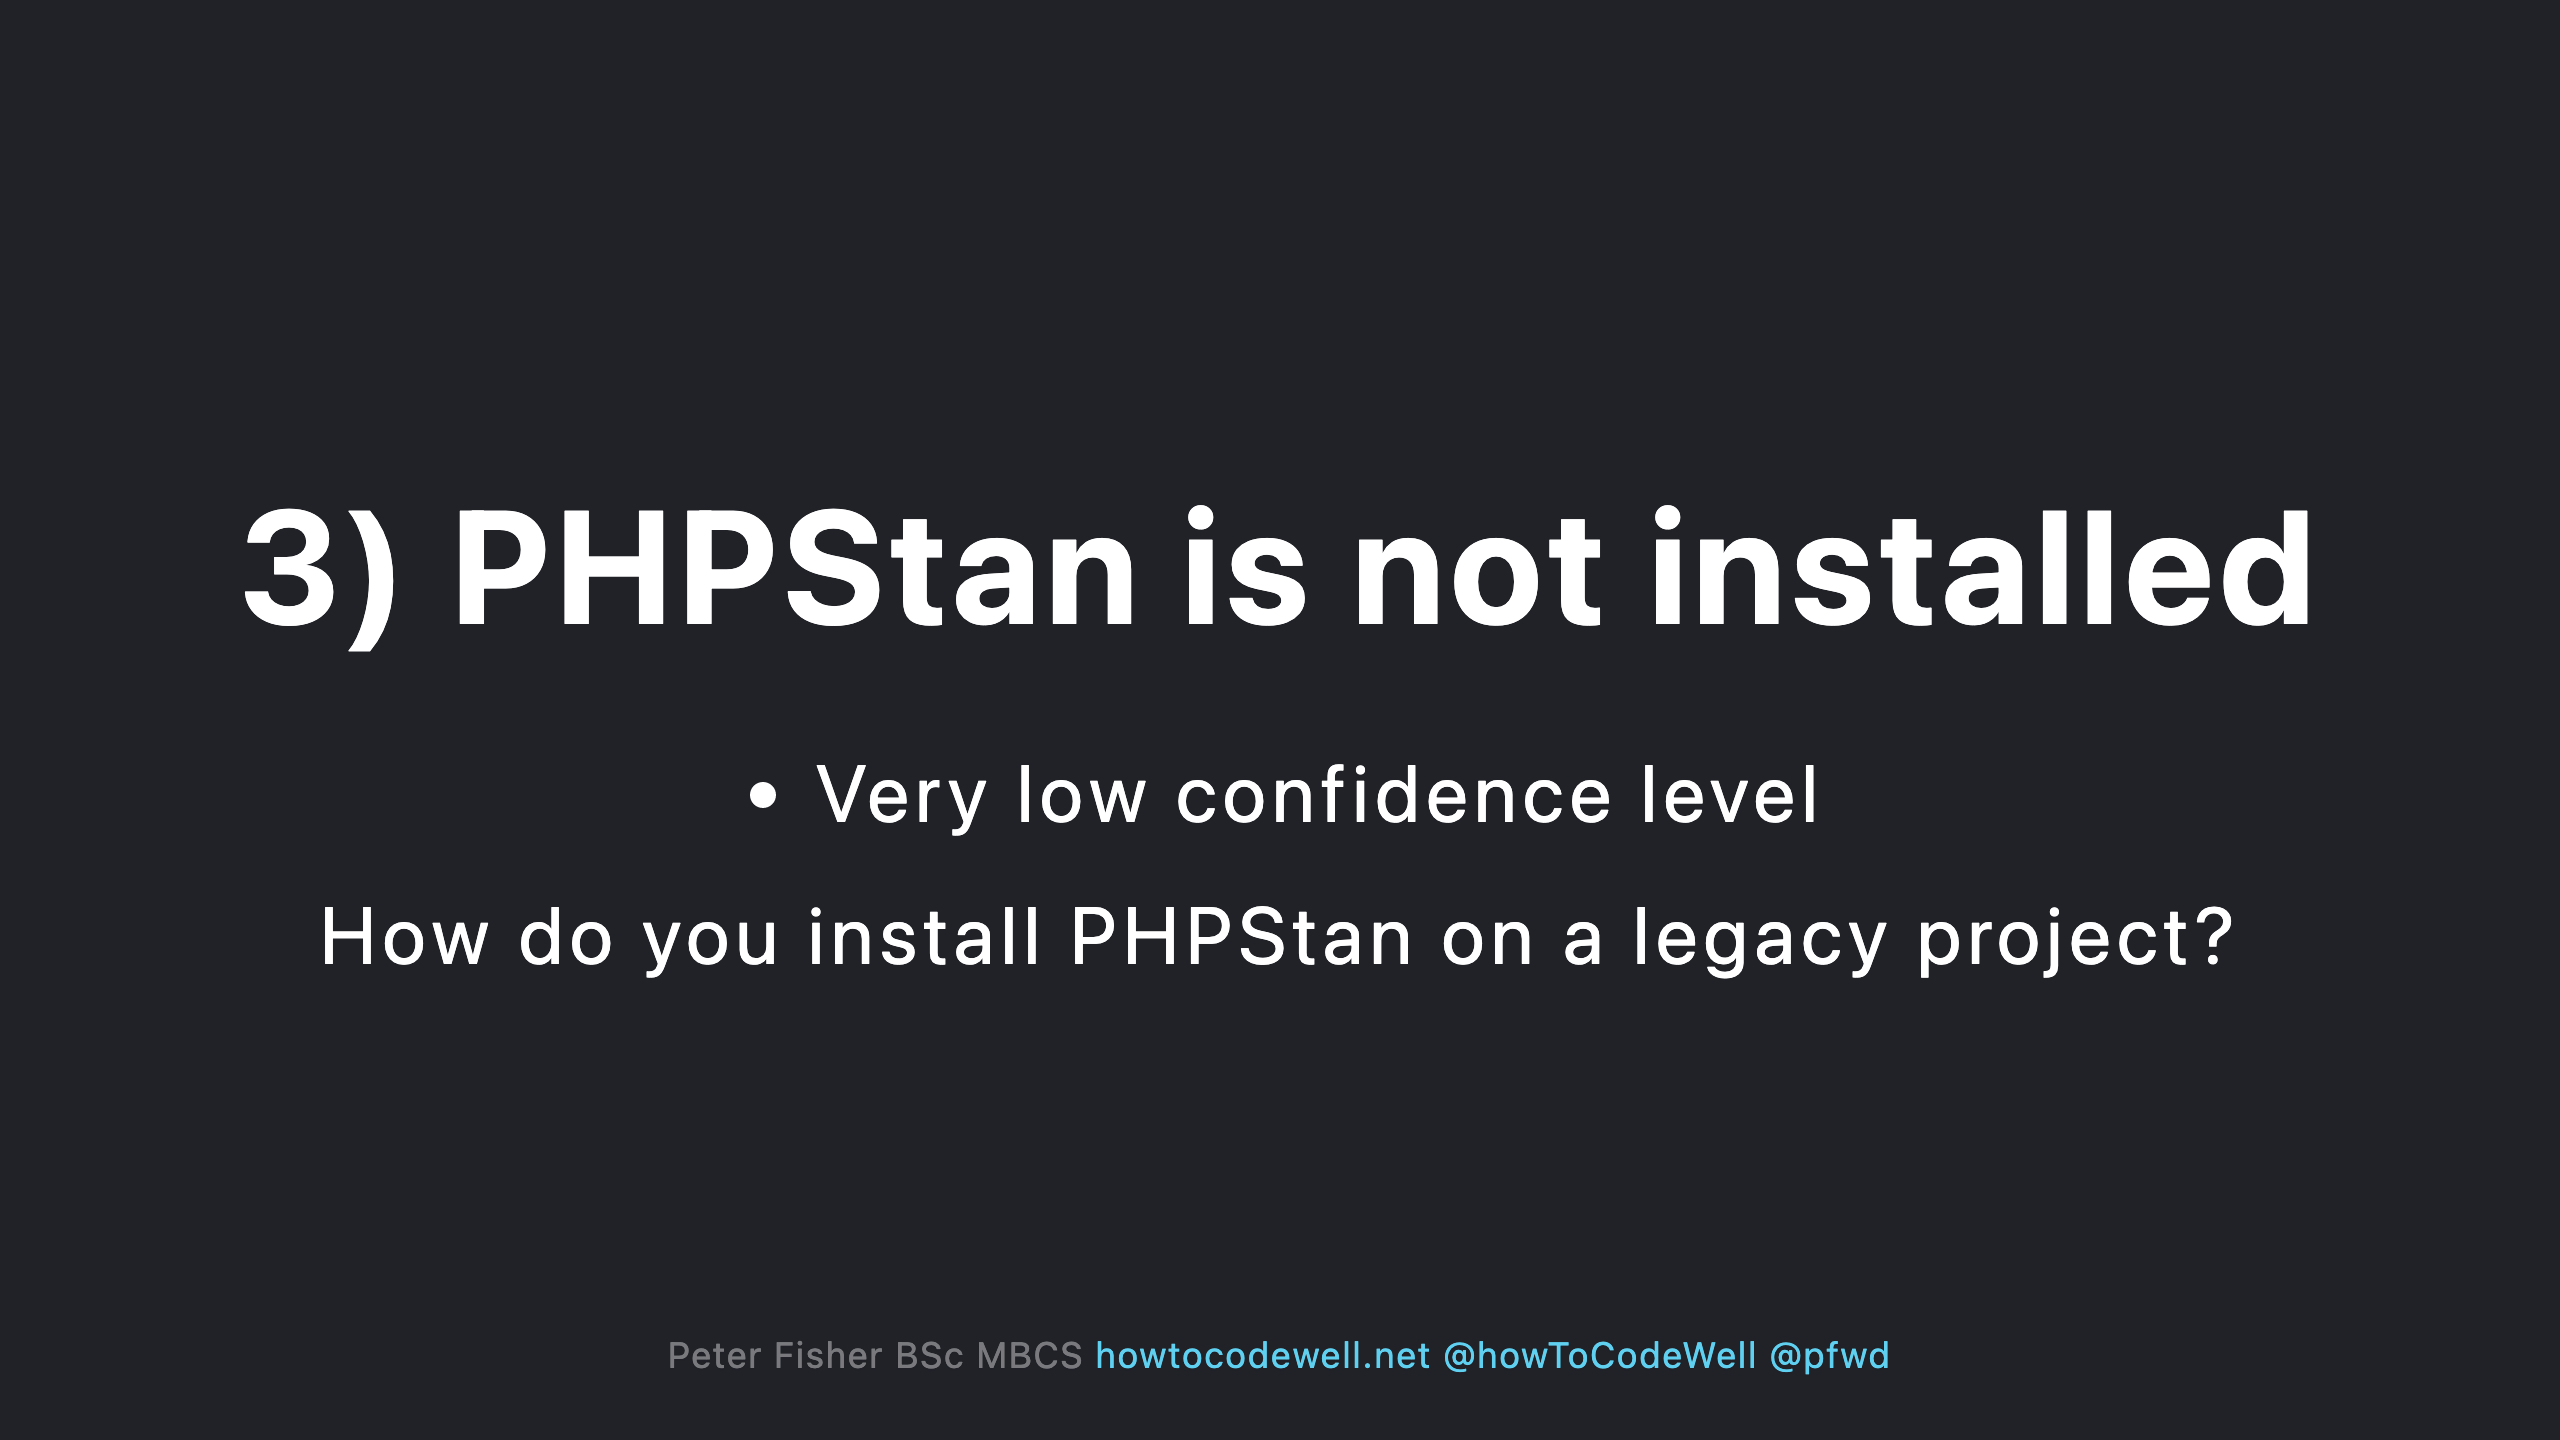 3) PHPStan is not installed
• Very low confidence level
How do you install PHPStan on a legacy project?
Peter Fisher BSc MBCS howtocodewell.net @howToCodeWell @pfwd